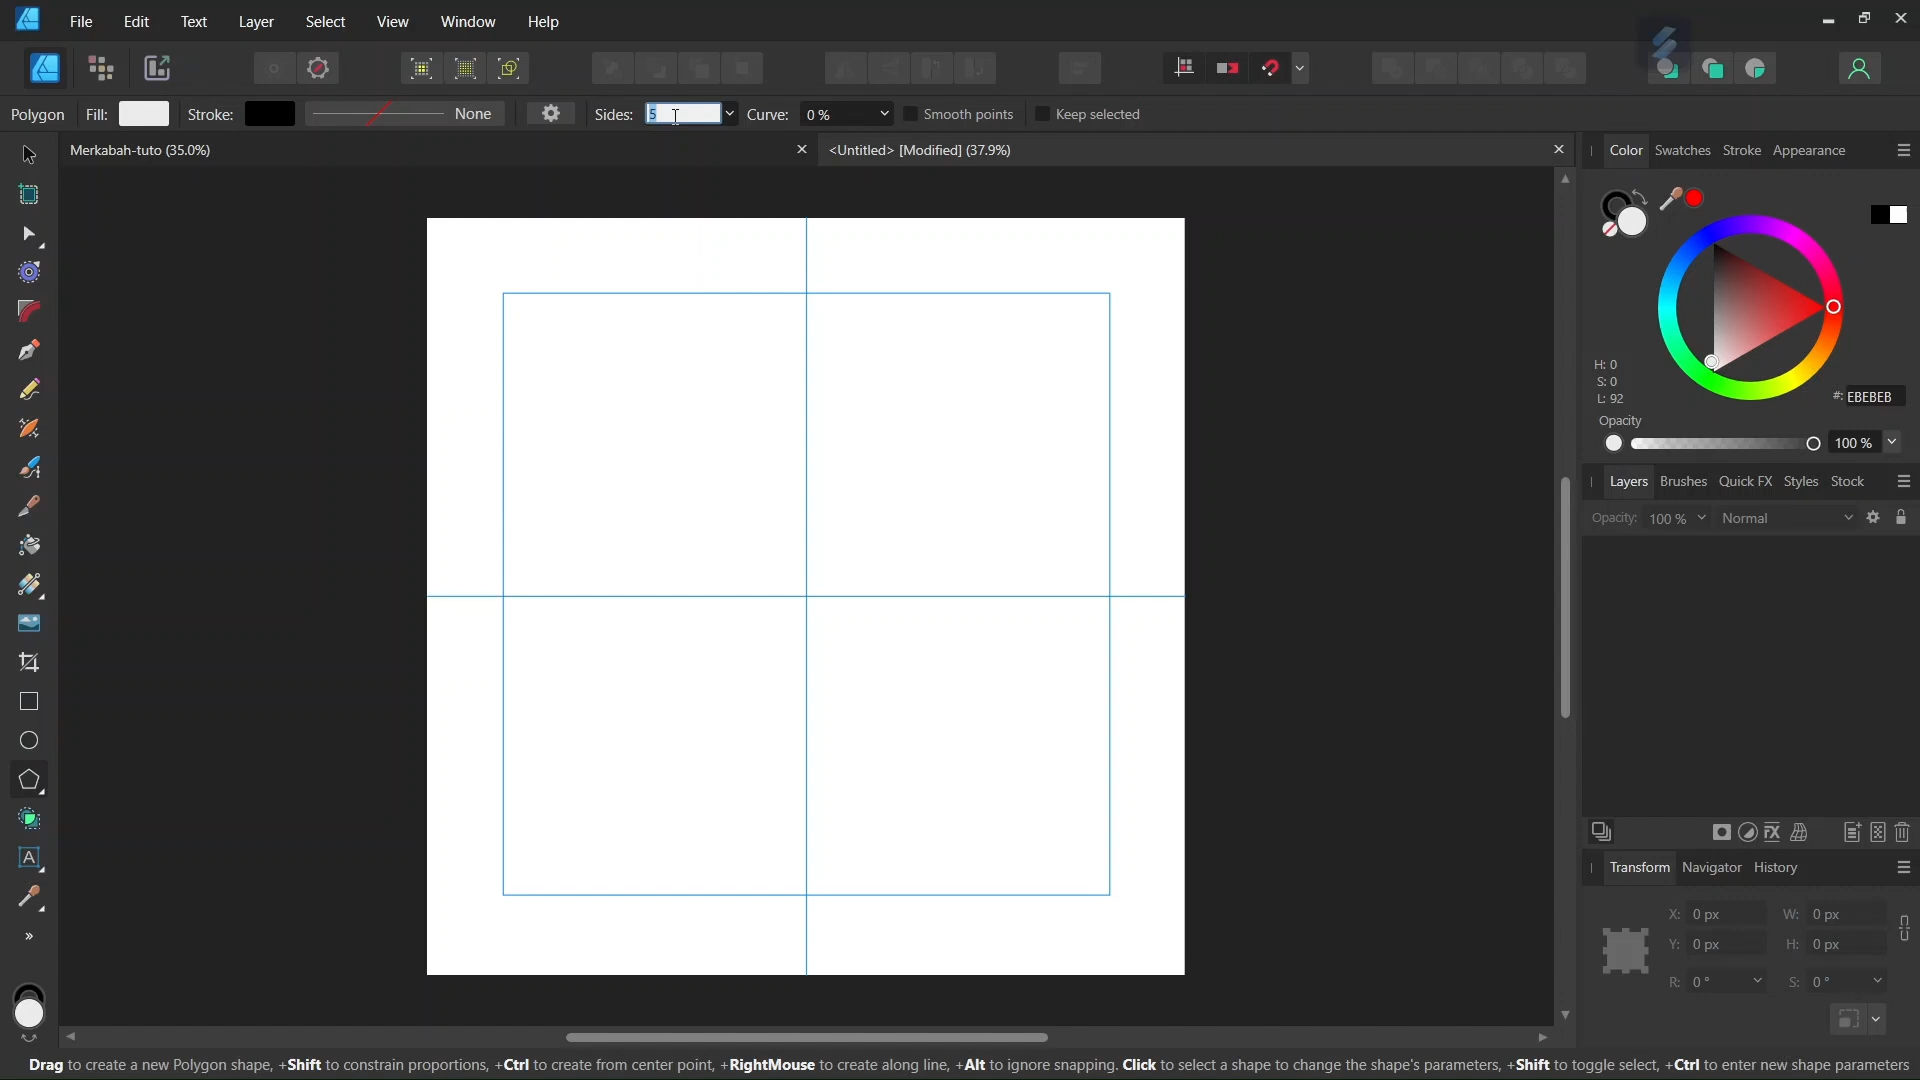 File Edit Text Layer Select View Window Help
Polygon Fill: Stroke: None Sides: 5 Curve: 0 % Smooth points Keep selected
Merkabah-tuto (35.0%) <Untitled> [Modified] (37.9%)
Color Swatches Stroke Appearance
H: 0
S: 0
L: 92
#: EBEBEB
Opacity
100 %
Layers Brushes Quick FX Styles Stock
Opacity: 100 % Normal
Transform Navigator History
X: 0 px W: 0 px
Y: 0 px H: 0 px
R: 0 ° S: 0 °
Drag to create a new Polygon shape, +Shift to constrain proportions, +Ctrl to create from center point, +RightMouse to create along line, +Alt to ignore snapping. Click to select a shape to change the shape's parameters, +Shift to toggle select, +Ctrl to enter new shape parameters